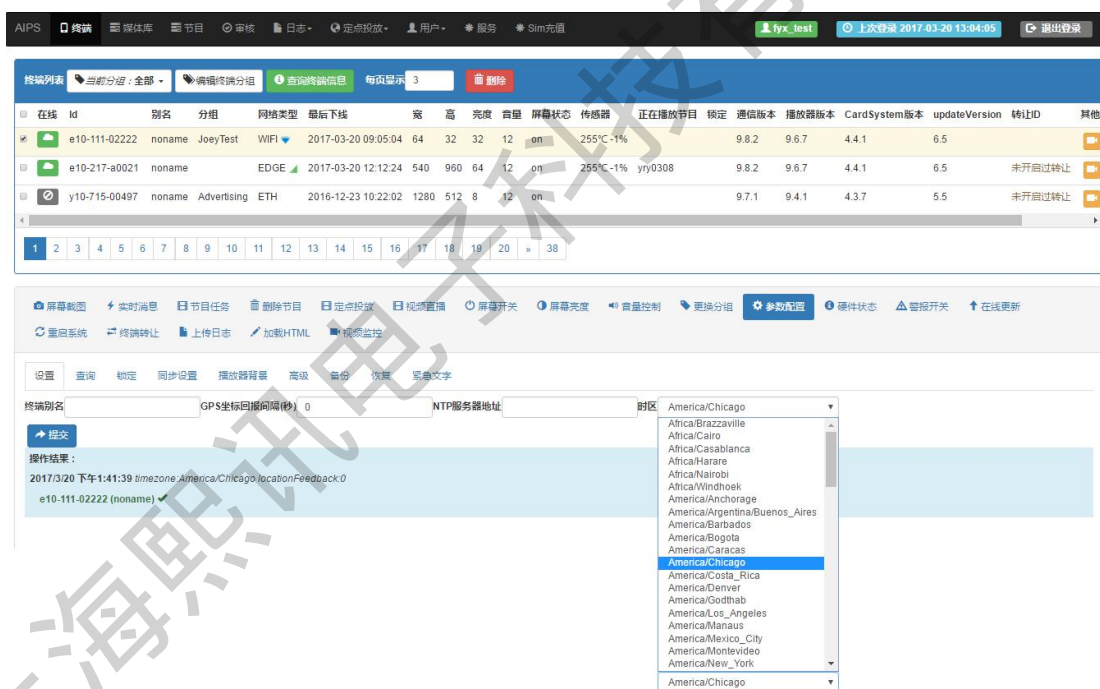 AIPS 终端 媒体库 节目 审核 日志 定点投放 用户 服务 Sim充值 fyx_test 上次登录 2017-03-20 13:04:05 退出登录
终端列表 当前分组 : 全部 编辑终端分组 查询终端信息 每页显示 3 删除
在线 Id 别名 分组 网络类型 最后下线 宽 高 亮度 音量 屏幕状态 传感器 正在播放节目 锁定 通信版本 播放器版本 CardSystem版本 updateVersion 转让ID 其他
e10-111-02222 noname JoeyTest WIFI 2017-03-20 09:05:04 64 32 32 12 on 255℃-1% 9.8.2 9.6.7 4.4.1 6.5
e10-217-a0021 noname EDGE 2017-03-20 12:12:24 540 960 64 12 on 255℃-1% yry0308 9.8.2 9.6.7 4.4.1 6.5 未开启过转让
y10-715-00497 noname Advertising ETH 2016-12-23 10:22:02 1280 512 8 12 on 9.7.1 9.4.1 4.3.7 5.5 未开启过转让
1 2 3 4 5 6 7 8 9 10 11 12 13 14 15 16 17 18 19 20 » 38
屏幕截图 实时消息 节目任务 删除节目 定点投放 视频直播 屏幕开关 屏幕亮度 音量控制 更换分组 参数配置 硬件状态 警报开关 在线更新
重启系统 终端转让 上传日志 加载HTML 视频监控
设置 查询 锁定 同步设置 播放器背景 高级 备份 恢复 紧急文字
终端别名 GPS坐标回报间隔(秒) 0 NTP服务器地址 时区 America/Chicago
提交
操作结果：
2017/3/20 下午1:41:39 timezone:America/Chicago locationFeedback:0
e10-111-02222 (noname)
Africa/Brazzaville
Africa/Cairo
Africa/Casablanca
Africa/Harare
Africa/Nairobi
Africa/Windhoek
America/Anchorage
America/Argentina/Buenos_Aires
America/Barbados
America/Bogota
America/Caracas
America/Chicago
America/Costa_Rica
America/Denver
America/Godthab
America/Los_Angeles
America/Manaus
America/Mexico_City
America/Montevideo
America/New_York
America/Chicago
海熙讯电子科技有